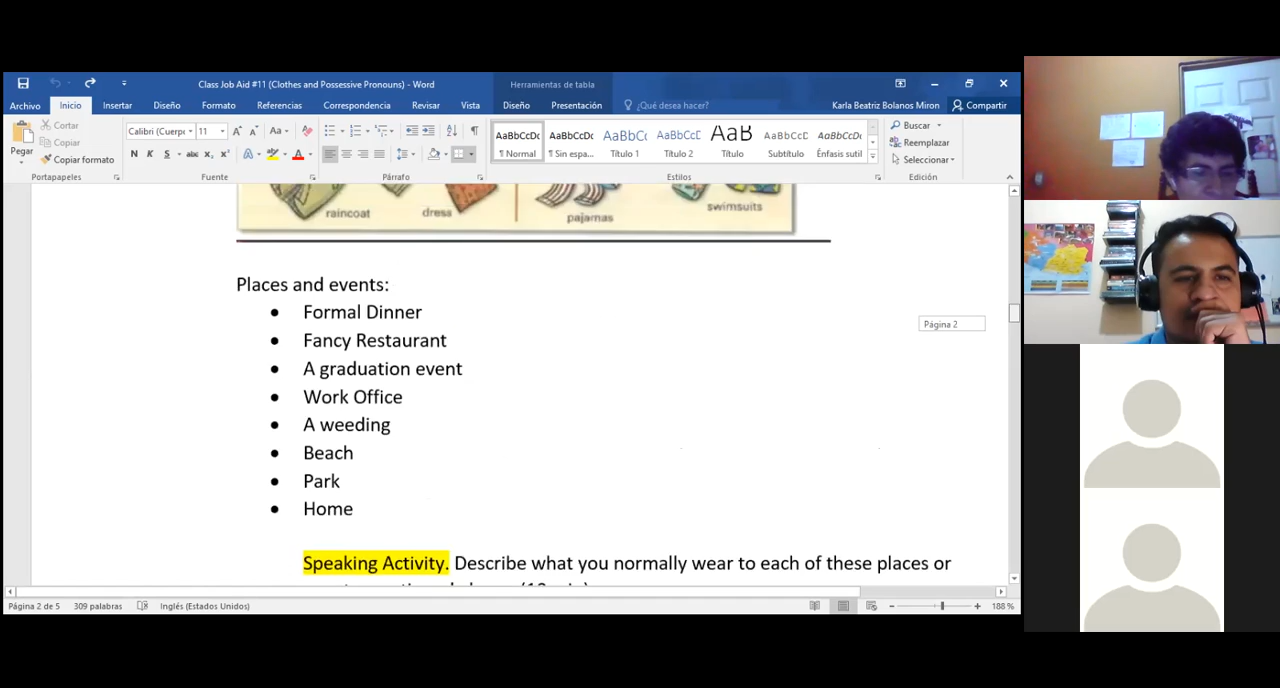 Class Job Aid #11 (Clothes and Possessive Pronouns) - Word
Herramientas de tabla
Archivo Inicio Insertar Diseño Formato Referencias Correspondencia Revisar Vista Diseño Presentación ¿Qué desea hacer? Karla Beatriz Bolanos Miron Compartir
Pegar
Cortar
Copiar
Copiar formato
Portapapeles
Calibri (Cuerp 11
N K S abc x₂ x²
Fuente
Párrafo
AaBbCcDc AaBbCcDc AaBbCc AaBbCcD AaB AaBbCcD AaBbCcDc
¶ Normal ¶ Sin espa... Título 1 Título 2 Título Subtítulo Énfasis sutil
Estilos
Buscar
Reemplazar
Seleccionar
Edición
raincoat dress pajamas swimsuits
Places and events:
• Formal Dinner
• Fancy Restaurant
• A graduation event
• Work Office
• A weeding
• Beach
• Park
• Home
Página 2
Speaking Activity. Describe what you normally wear to each of these places or
Página 2 de 5 309 palabras Inglés (Estados Unidos) 188 %